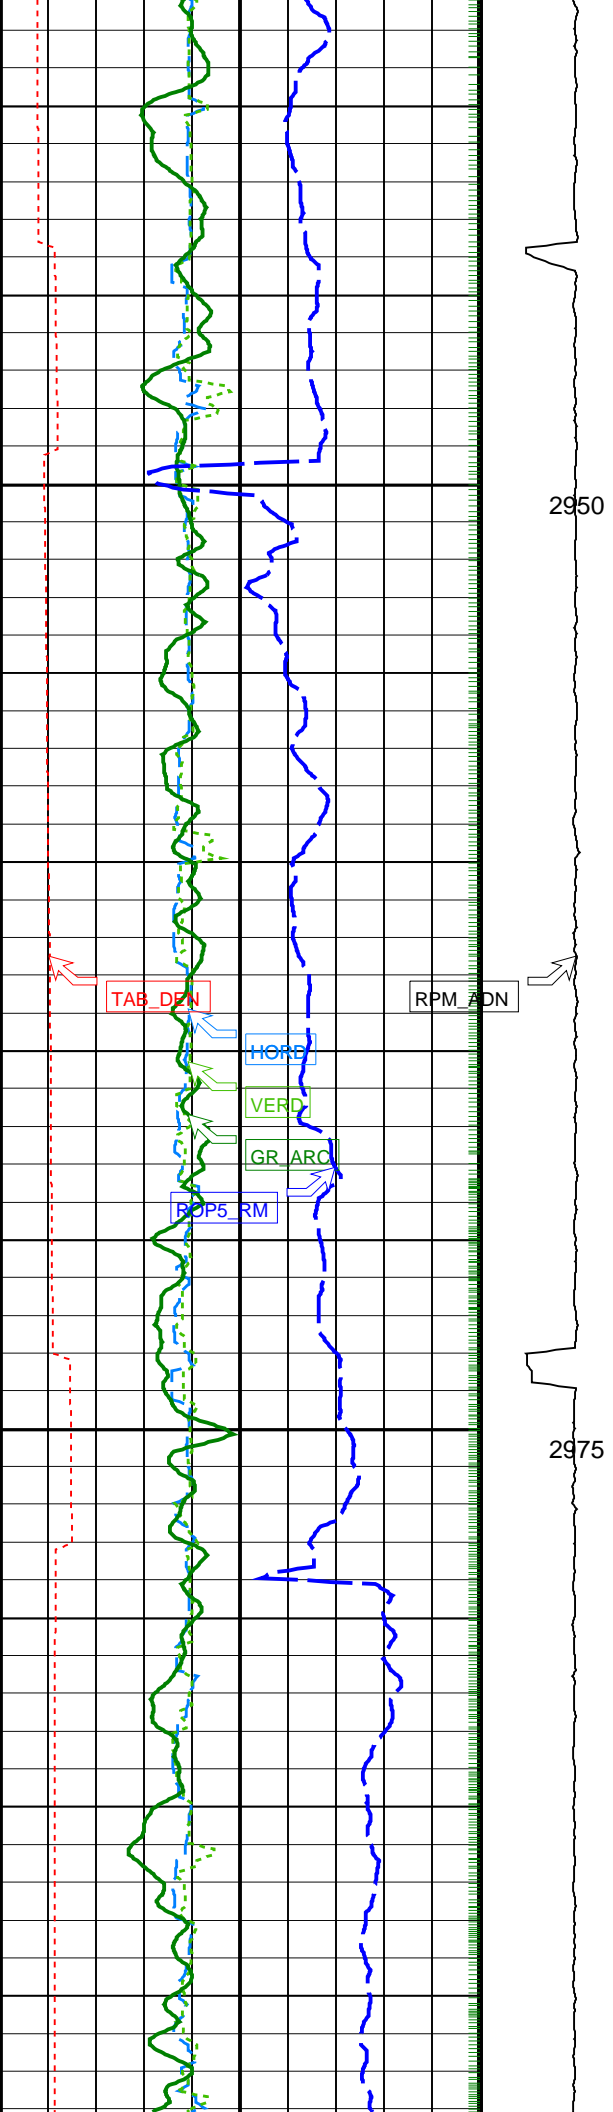 2950
TAB_DEN
RPM_ADN
HORD
VERD
GR_ARC
ROP5_RM
2975